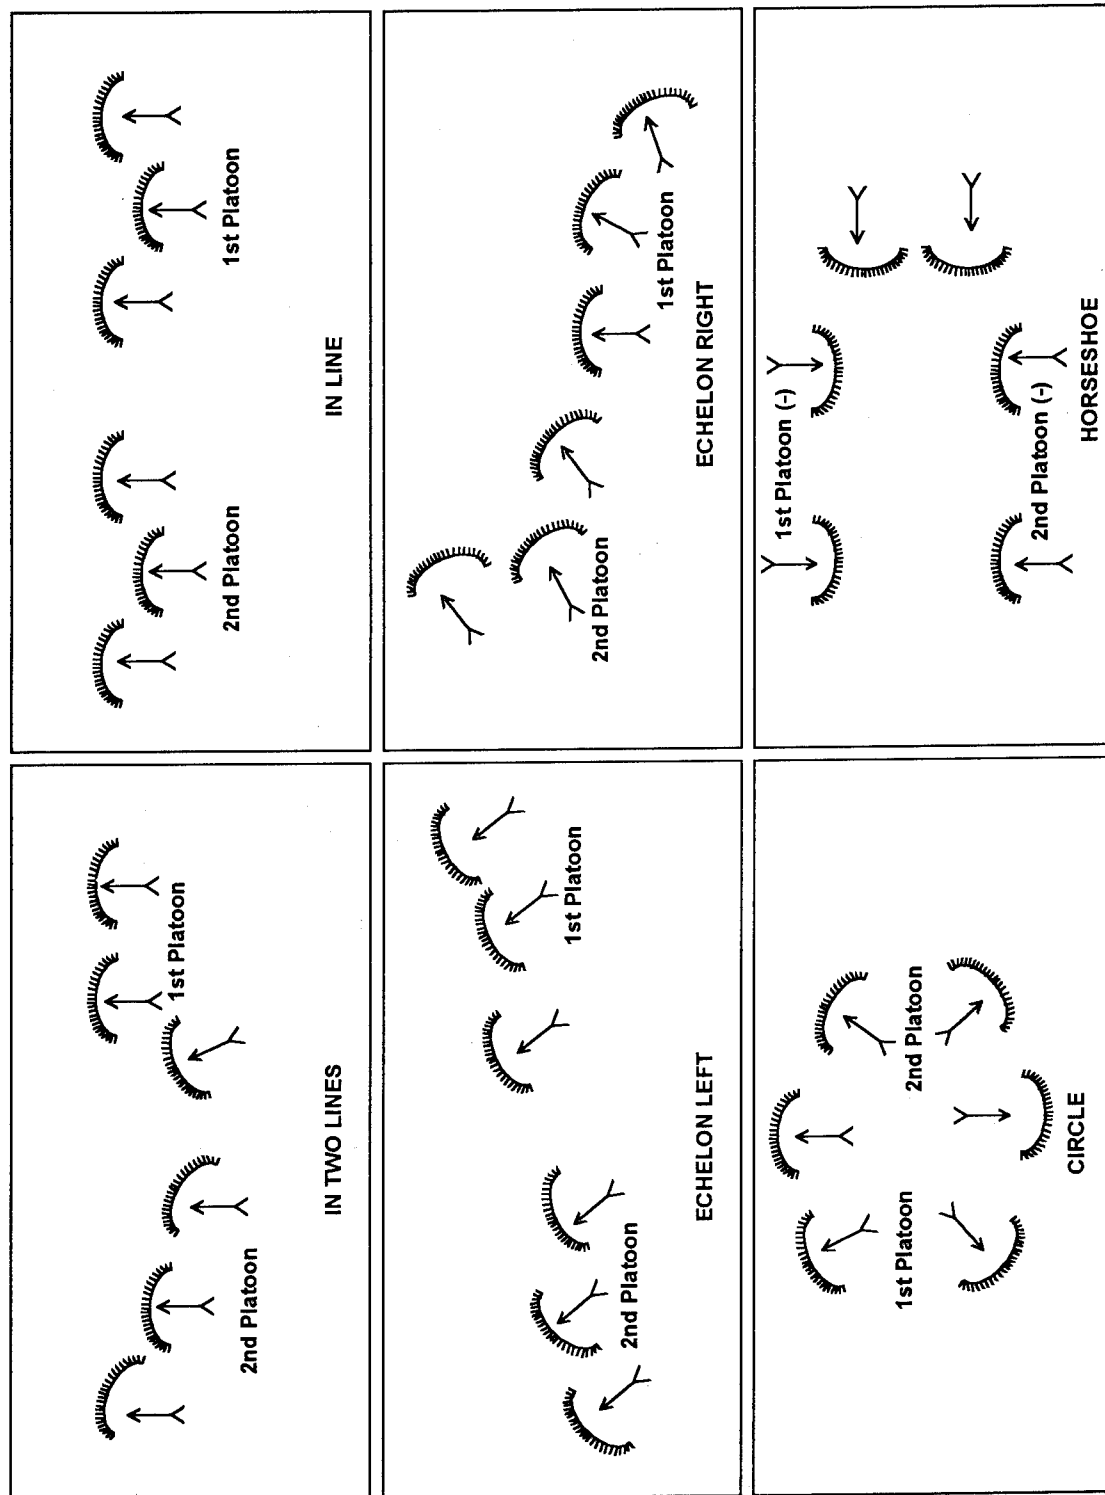 1st Platoon
2nd Platoon
IN TWO LINES
2nd Platoon
1st Platoon
IN LINE
1st Platoon
2nd Platoon
ECHELON LEFT
2nd Platoon
1st Platoon
ECHELON RIGHT
1st Platoon
2nd Platoon
CIRCLE
1st Platoon (-)
2nd Platoon (-)
HORSESHOE